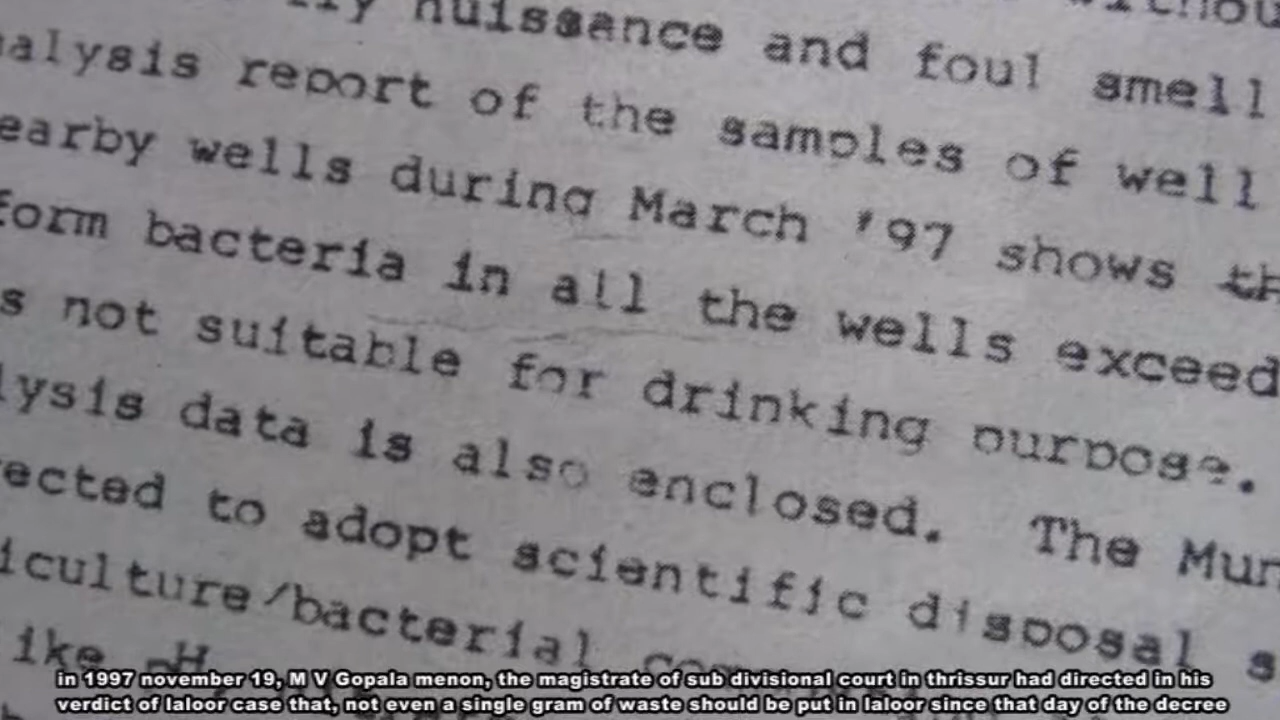 nuissance and foul smell
alysis report of the samples of well
earby wells during March '97 shows
form bacteria in all the wells exceed
s not suitable for drinking purpose.
lysis data is also enclosed. The Mun
ected to adopt scientific disposal s
iculture/bacterial
ike pH
in 1997 november 19, M V Gopala menon, the magistrate of sub divisional court in thrissur had directed in his
verdict of laloor case that, not even a single gram of waste should be put in laloor since that day of the decree